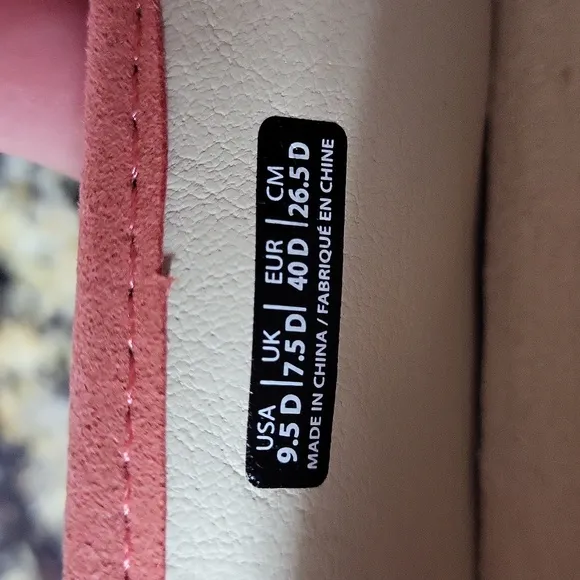 USA | UK | EUR | CM
9.5 D | 7.5 D | 40 D | 26.5 D
MADE IN CHINA / FABRIQUÉ EN CHINE